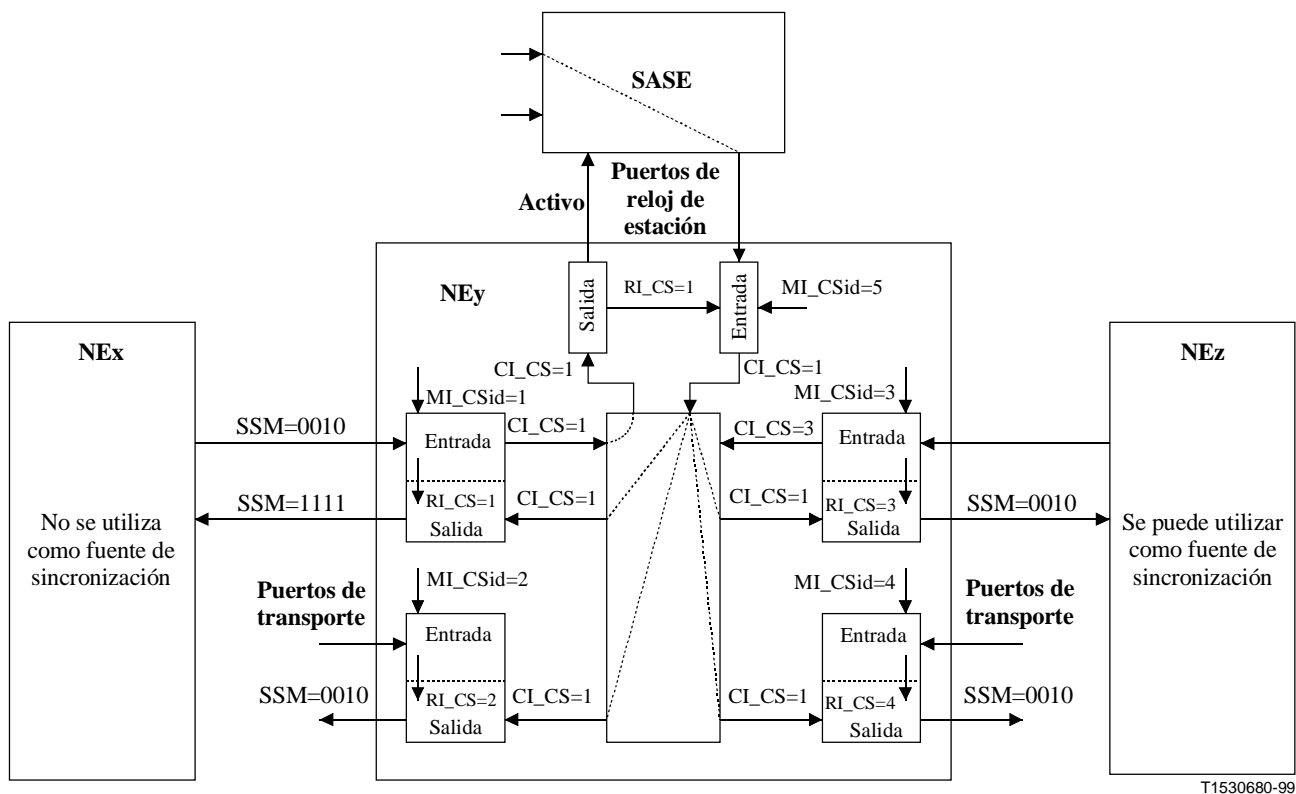 SASE
Puertos de
reloj de
estación
Activo
NEy
Salida
RI_CS=1
Entrada
MI_CSid=5
NEx
NEz
CI_CS=1
CI_CS=1
MI_CSid=1
MI_CSid=3
SSM=0010
Entrada
CI_CS=1
CI_CS=3
Entrada
SSM=1111
RI_CS=1
Salida
CI_CS=1
CI_CS=1
RI_CS=3
Salida
SSM=0010
No se utiliza
como fuente de
sincronización
Se puede utilizar
como fuente de
sincronización
Puertos de
transporte
MI_CSid=2
MI_CSid=4
Puertos de
transporte
Entrada
Entrada
SSM=0010
RI_CS=2
Salida
CI_CS=1
CI_CS=1
RI_CS=4
Salida
SSM=0010
T1530680-99